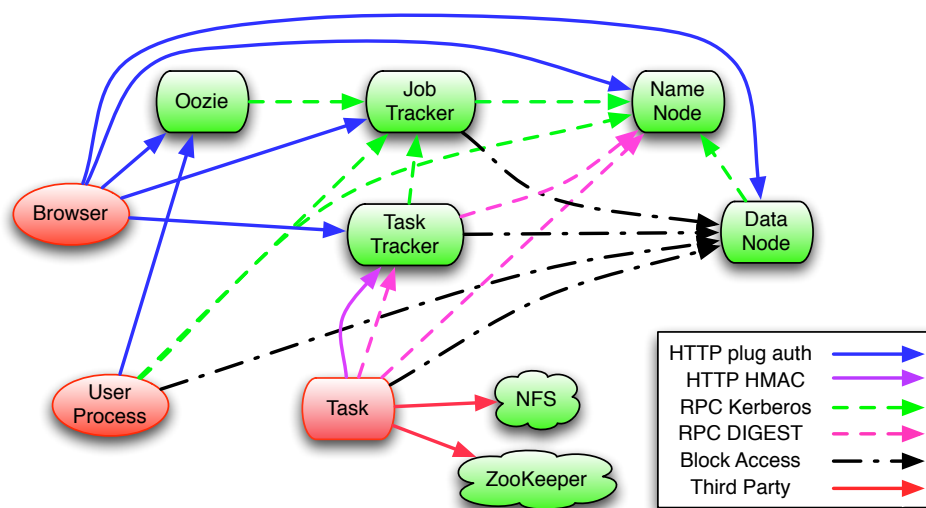 Oozie
Job
Tracker
Name
Node
Browser
Task
Tracker
Data
Node
User
Process
Task
NFS
ZooKeeper
HTTP plug auth
HTTP HMAC
RPC Kerberos
RPC DIGEST
Block Access
Third Party